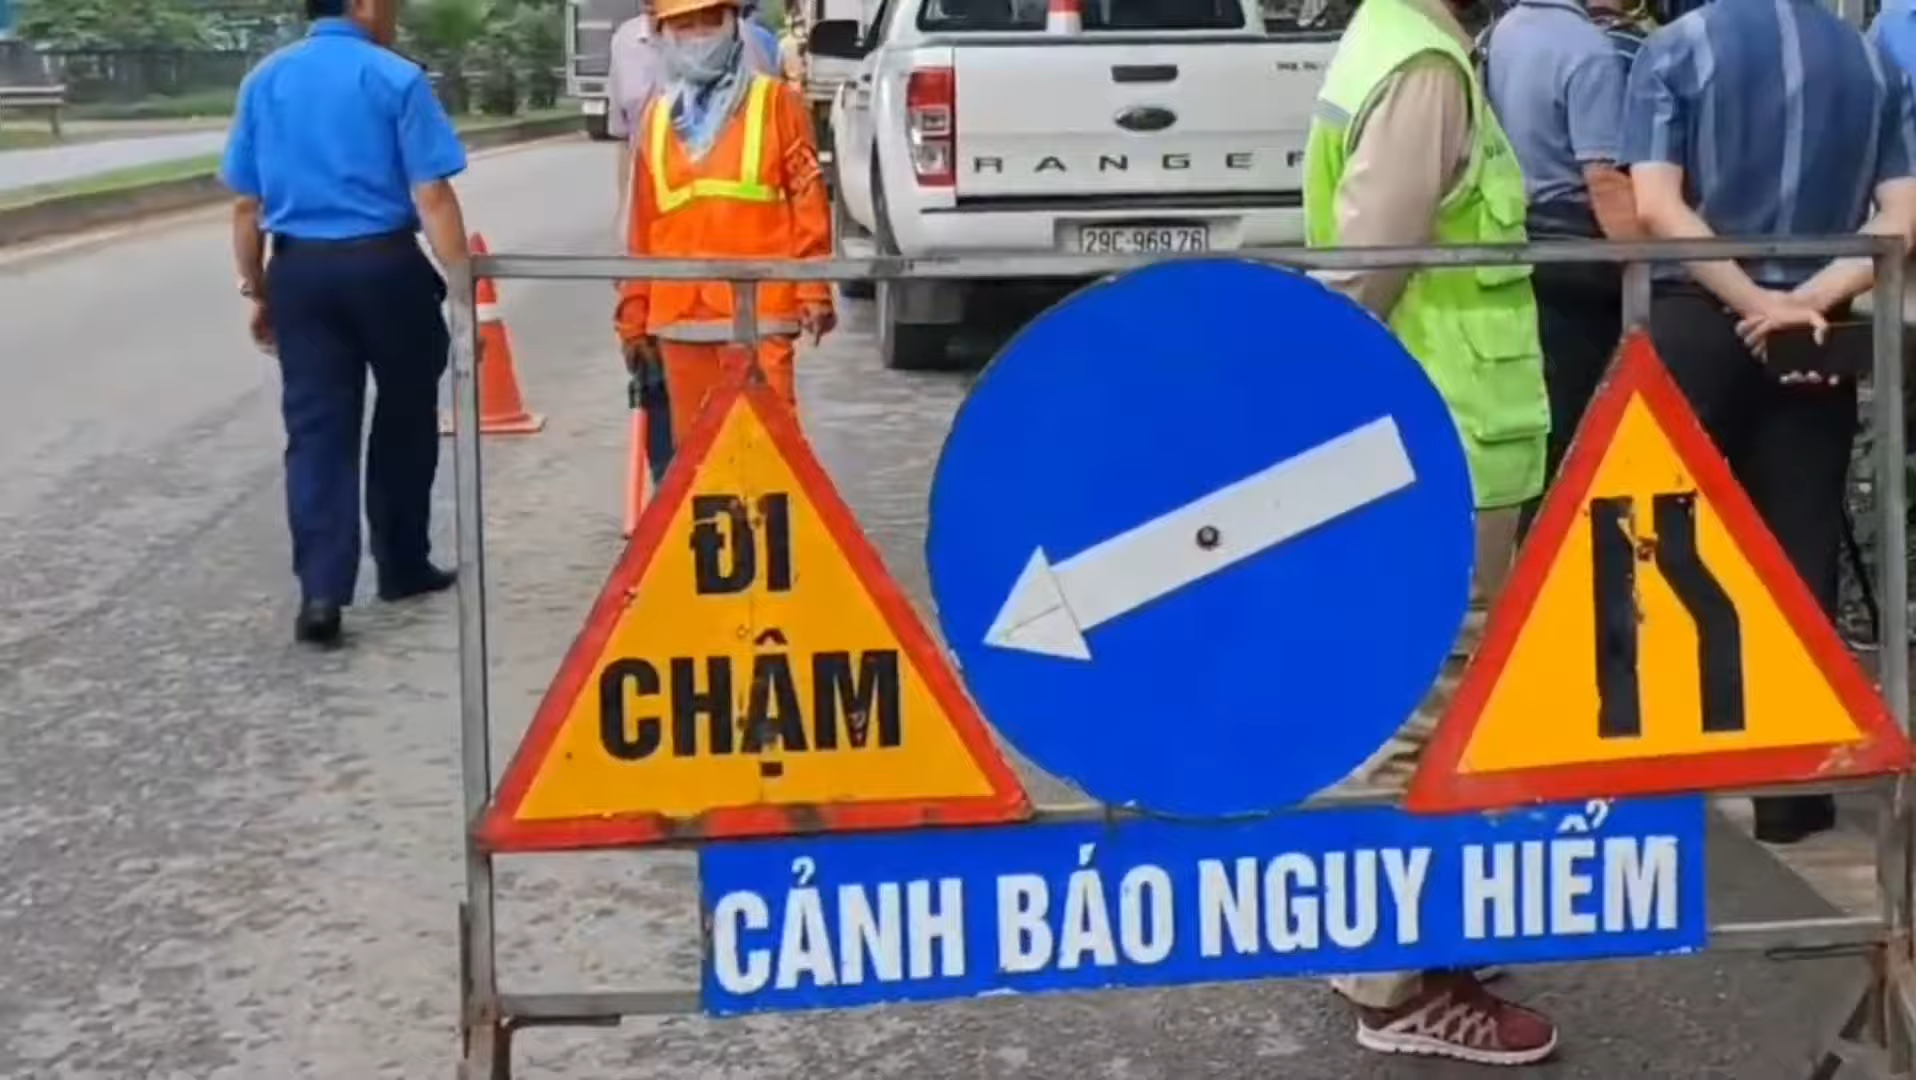 RANGER
29C-969.76
ĐI
CHẬM
CẢNH BÁO NGUY HIỂM